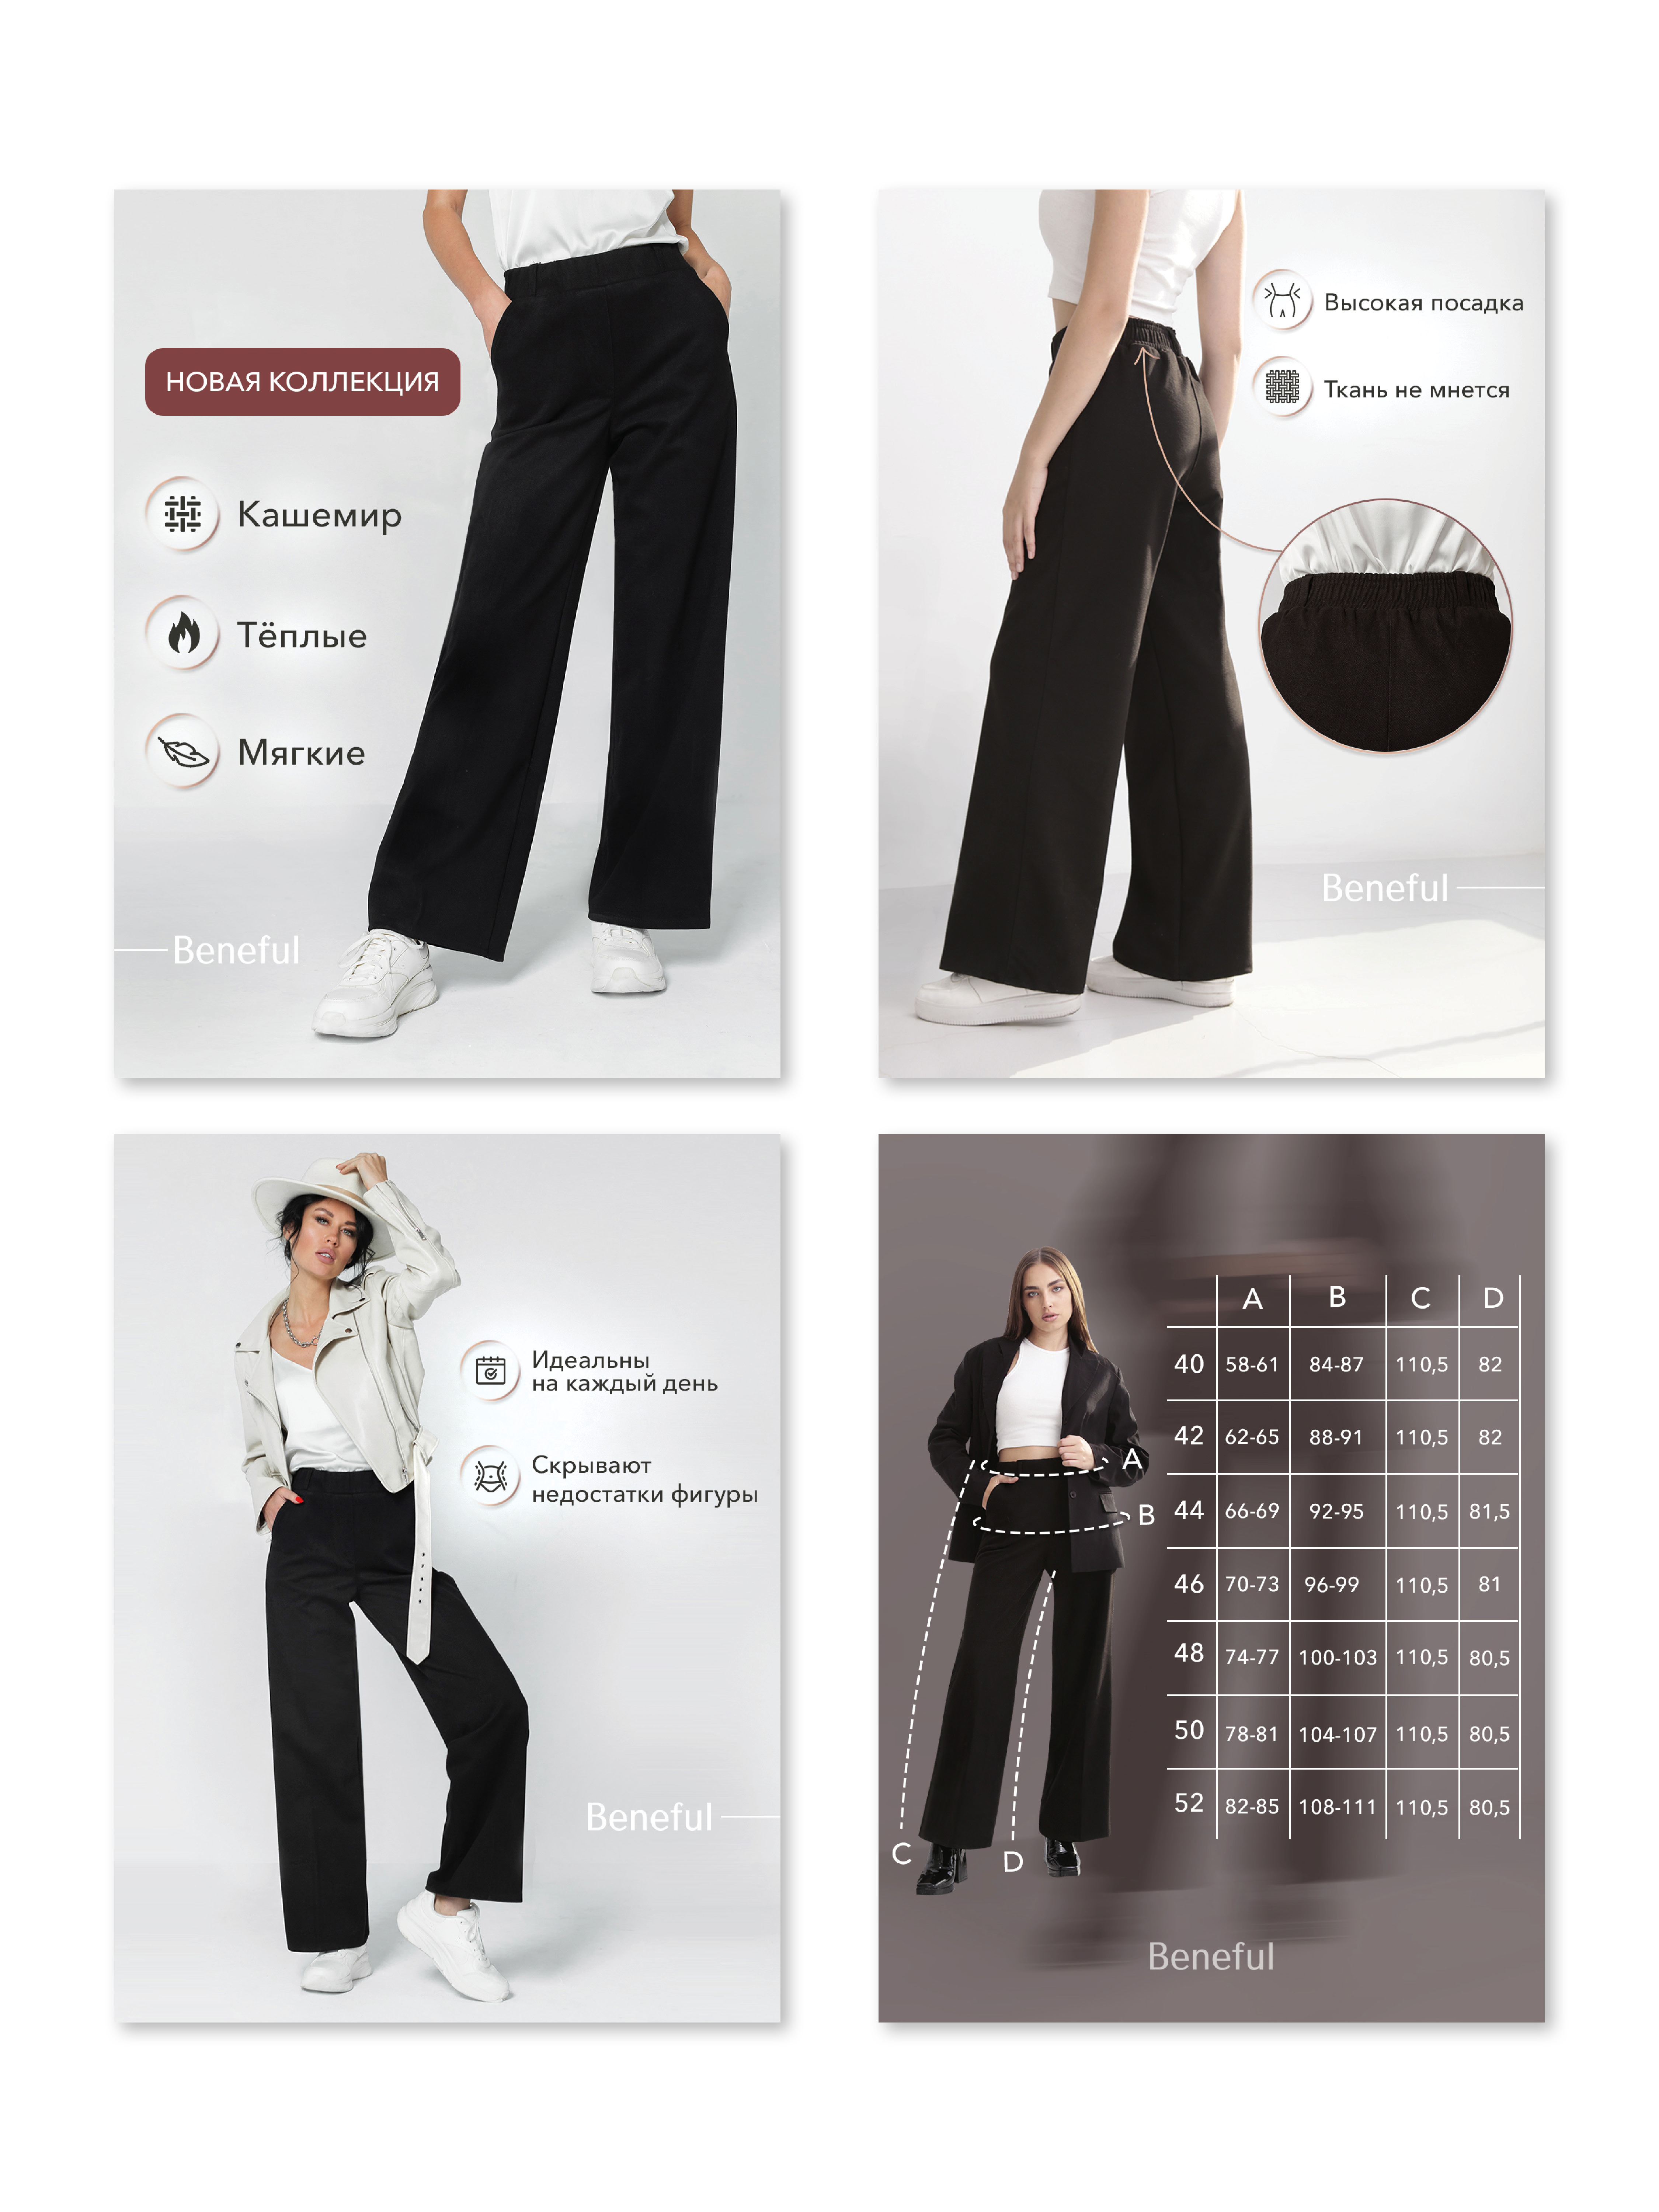 НОВАЯ КОЛЛЕКЦИЯ
Кашемир
Тёплые
Мягкие
Beneful
Высокая посадка
Ткань не мнется
Beneful
Идеальны
на каждый день
Скрывают
недостатки фигуры
Beneful
A B C D
40 58-61 84-87 110,5 82
42 62-65 88-91 110,5 82
44 66-69 92-95 110,5 81,5
46 70-73 96-99 110,5 81
48 74-77 100-103 110,5 80,5
50 78-81 104-107 110,5 80,5
52 82-85 108-111 110,5 80,5
A
B
C
D
Beneful